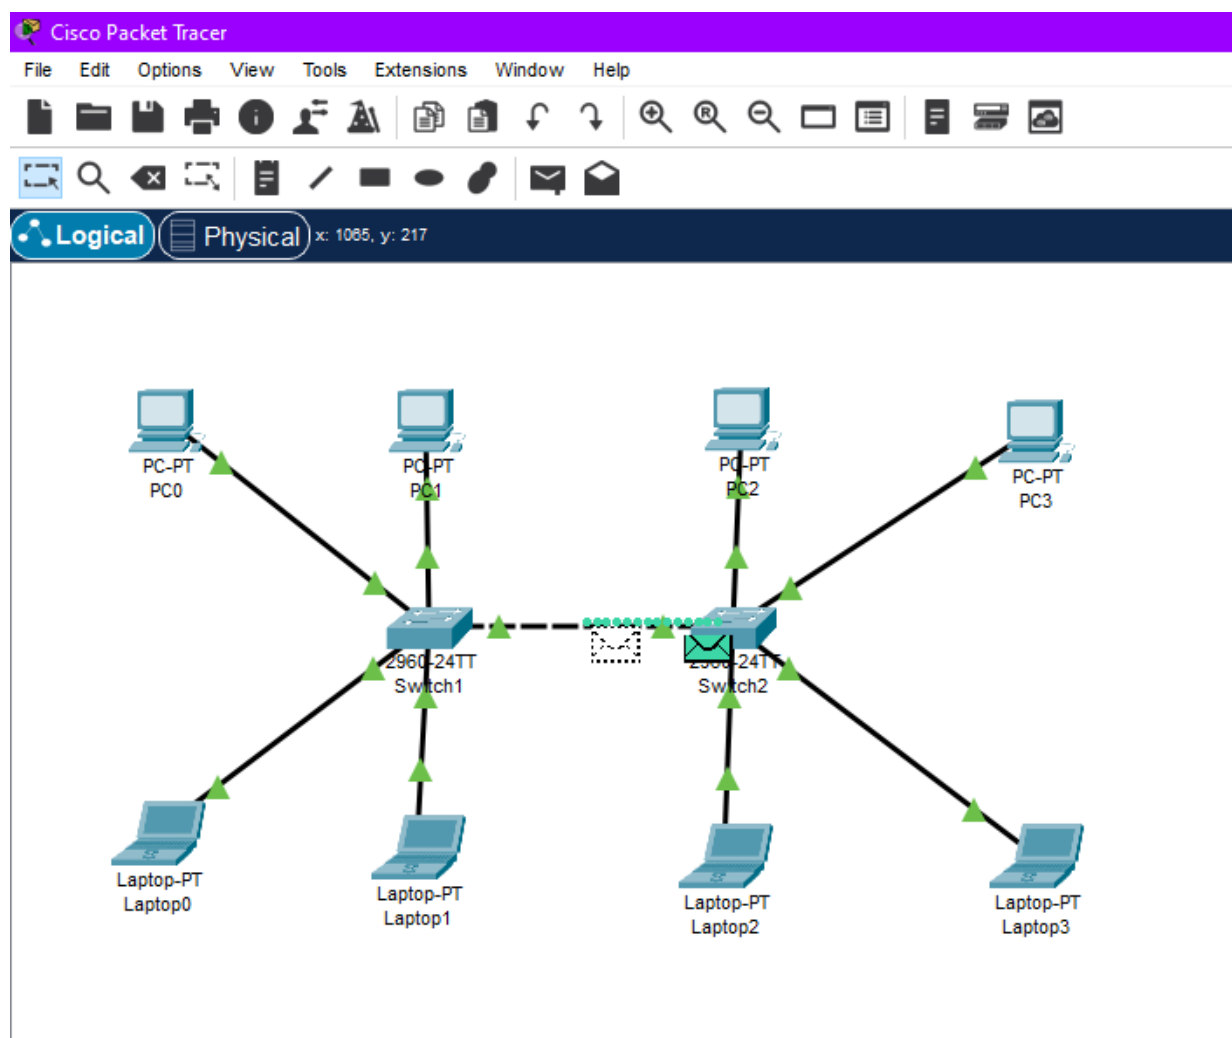 Cisco Packet Tracer
File Edit Options View Tools Extensions Window Help
Logical Physical x: 1065, y: 217
PC-PT
PC0
PC-PT
PC1
PC-PT
PC2
PC-PT
PC3
2960-24TT
Switch1
2960-24TT
Switch2
Laptop-PT
Laptop0
Laptop-PT
Laptop1
Laptop-PT
Laptop2
Laptop-PT
Laptop3